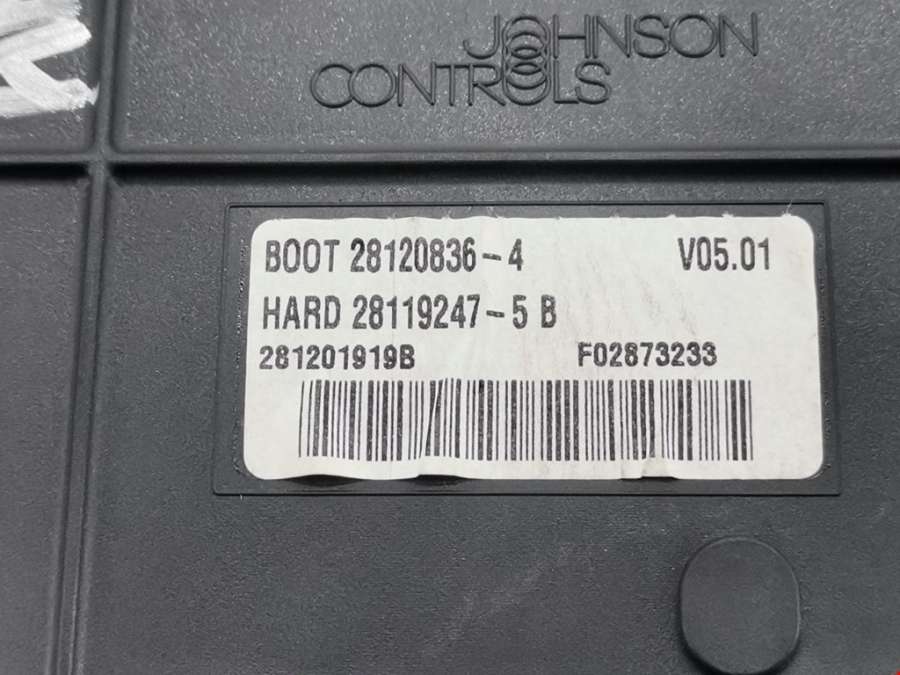 JOHNSON
CONTROLS
BOOT 28120836-4 V05.01
HARD 28119247-5 B
281201919B F02873233